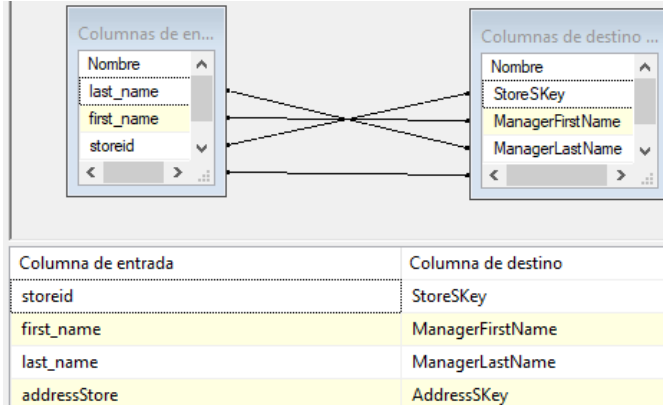 Columnas de en...
Nombre
last_name
first_name
storeid
Columnas de destino ...
Nombre
StoreSKey
ManagerFirstName
ManagerLastName
Columna de entrada Columna de destino
storeid StoreSKey
first_name ManagerFirstName
last_name ManagerLastName
addressStore AddressSKey